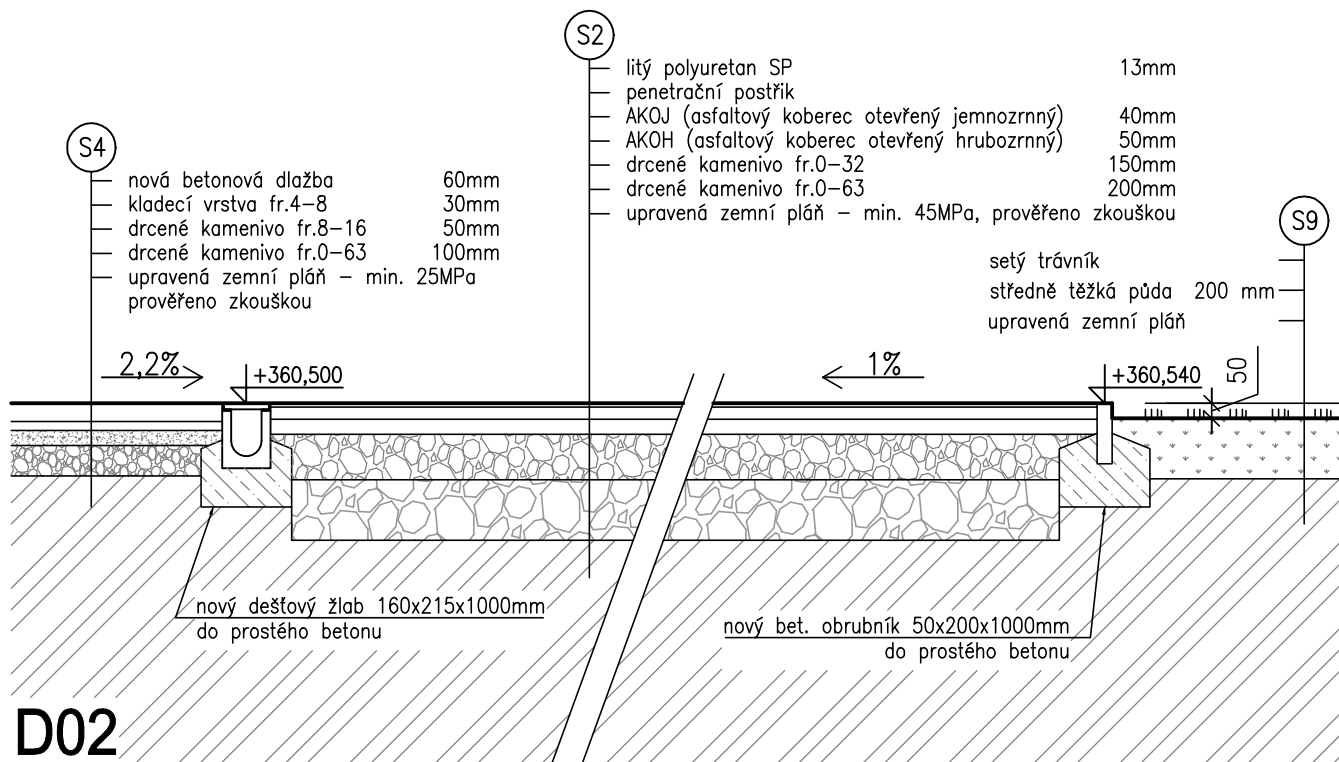 S2
litý polyuretan SP 13mm
penetrační postřik
AKOJ (asfaltový koberec otevřený jemnozrnný) 40mm
AKOH (asfaltový koberec otevřený hrubozrnný) 50mm
drcené kamenivo fr.0–32 150mm
drcené kamenivo fr.0–63 200mm
upravená zemní pláň – min. 45MPa, prověřeno zkouškou
S4
nová betonová dlažba 60mm
kladecí vrstva fr.4–8 30mm
drcené kamenivo fr.8–16 50mm
drcené kamenivo fr.0–63 100mm
upravená zemní pláň – min. 25MPa
prověřeno zkouškou
S9
setý trávník
středně těžká půda 200 mm
upravená zemní pláň
2,2%
+360,500
1%
+360,540
50
nový dešťový žlab 160x215x1000mm
do prostého betonu
nový bet. obrubník 50x200x1000mm
do prostého betonu
D02